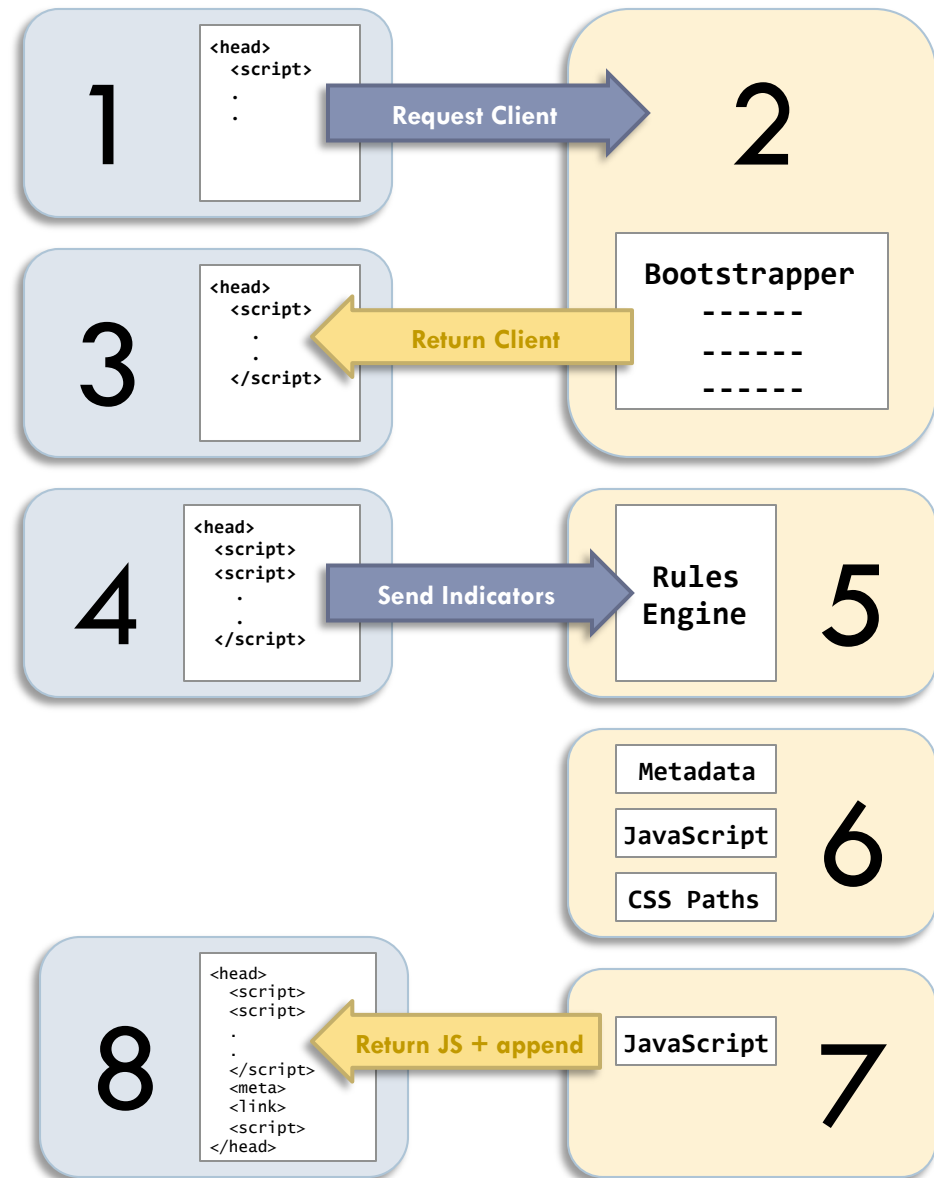 1
<head>
<script>
.
.
Request Client
2
Bootstrapper
------
------
------
3
<head>
<script>
.
.
</script>
Return Client
4
<head>
<script>
<script>
.
.
</script>
Send Indicators
Rules
Engine
5
Metadata
JavaScript
CSS Paths
6
8
<head>
<script>
<script>
.
.
</script>
<meta>
<link>
<script>
</head>
Return JS + append
JavaScript
7